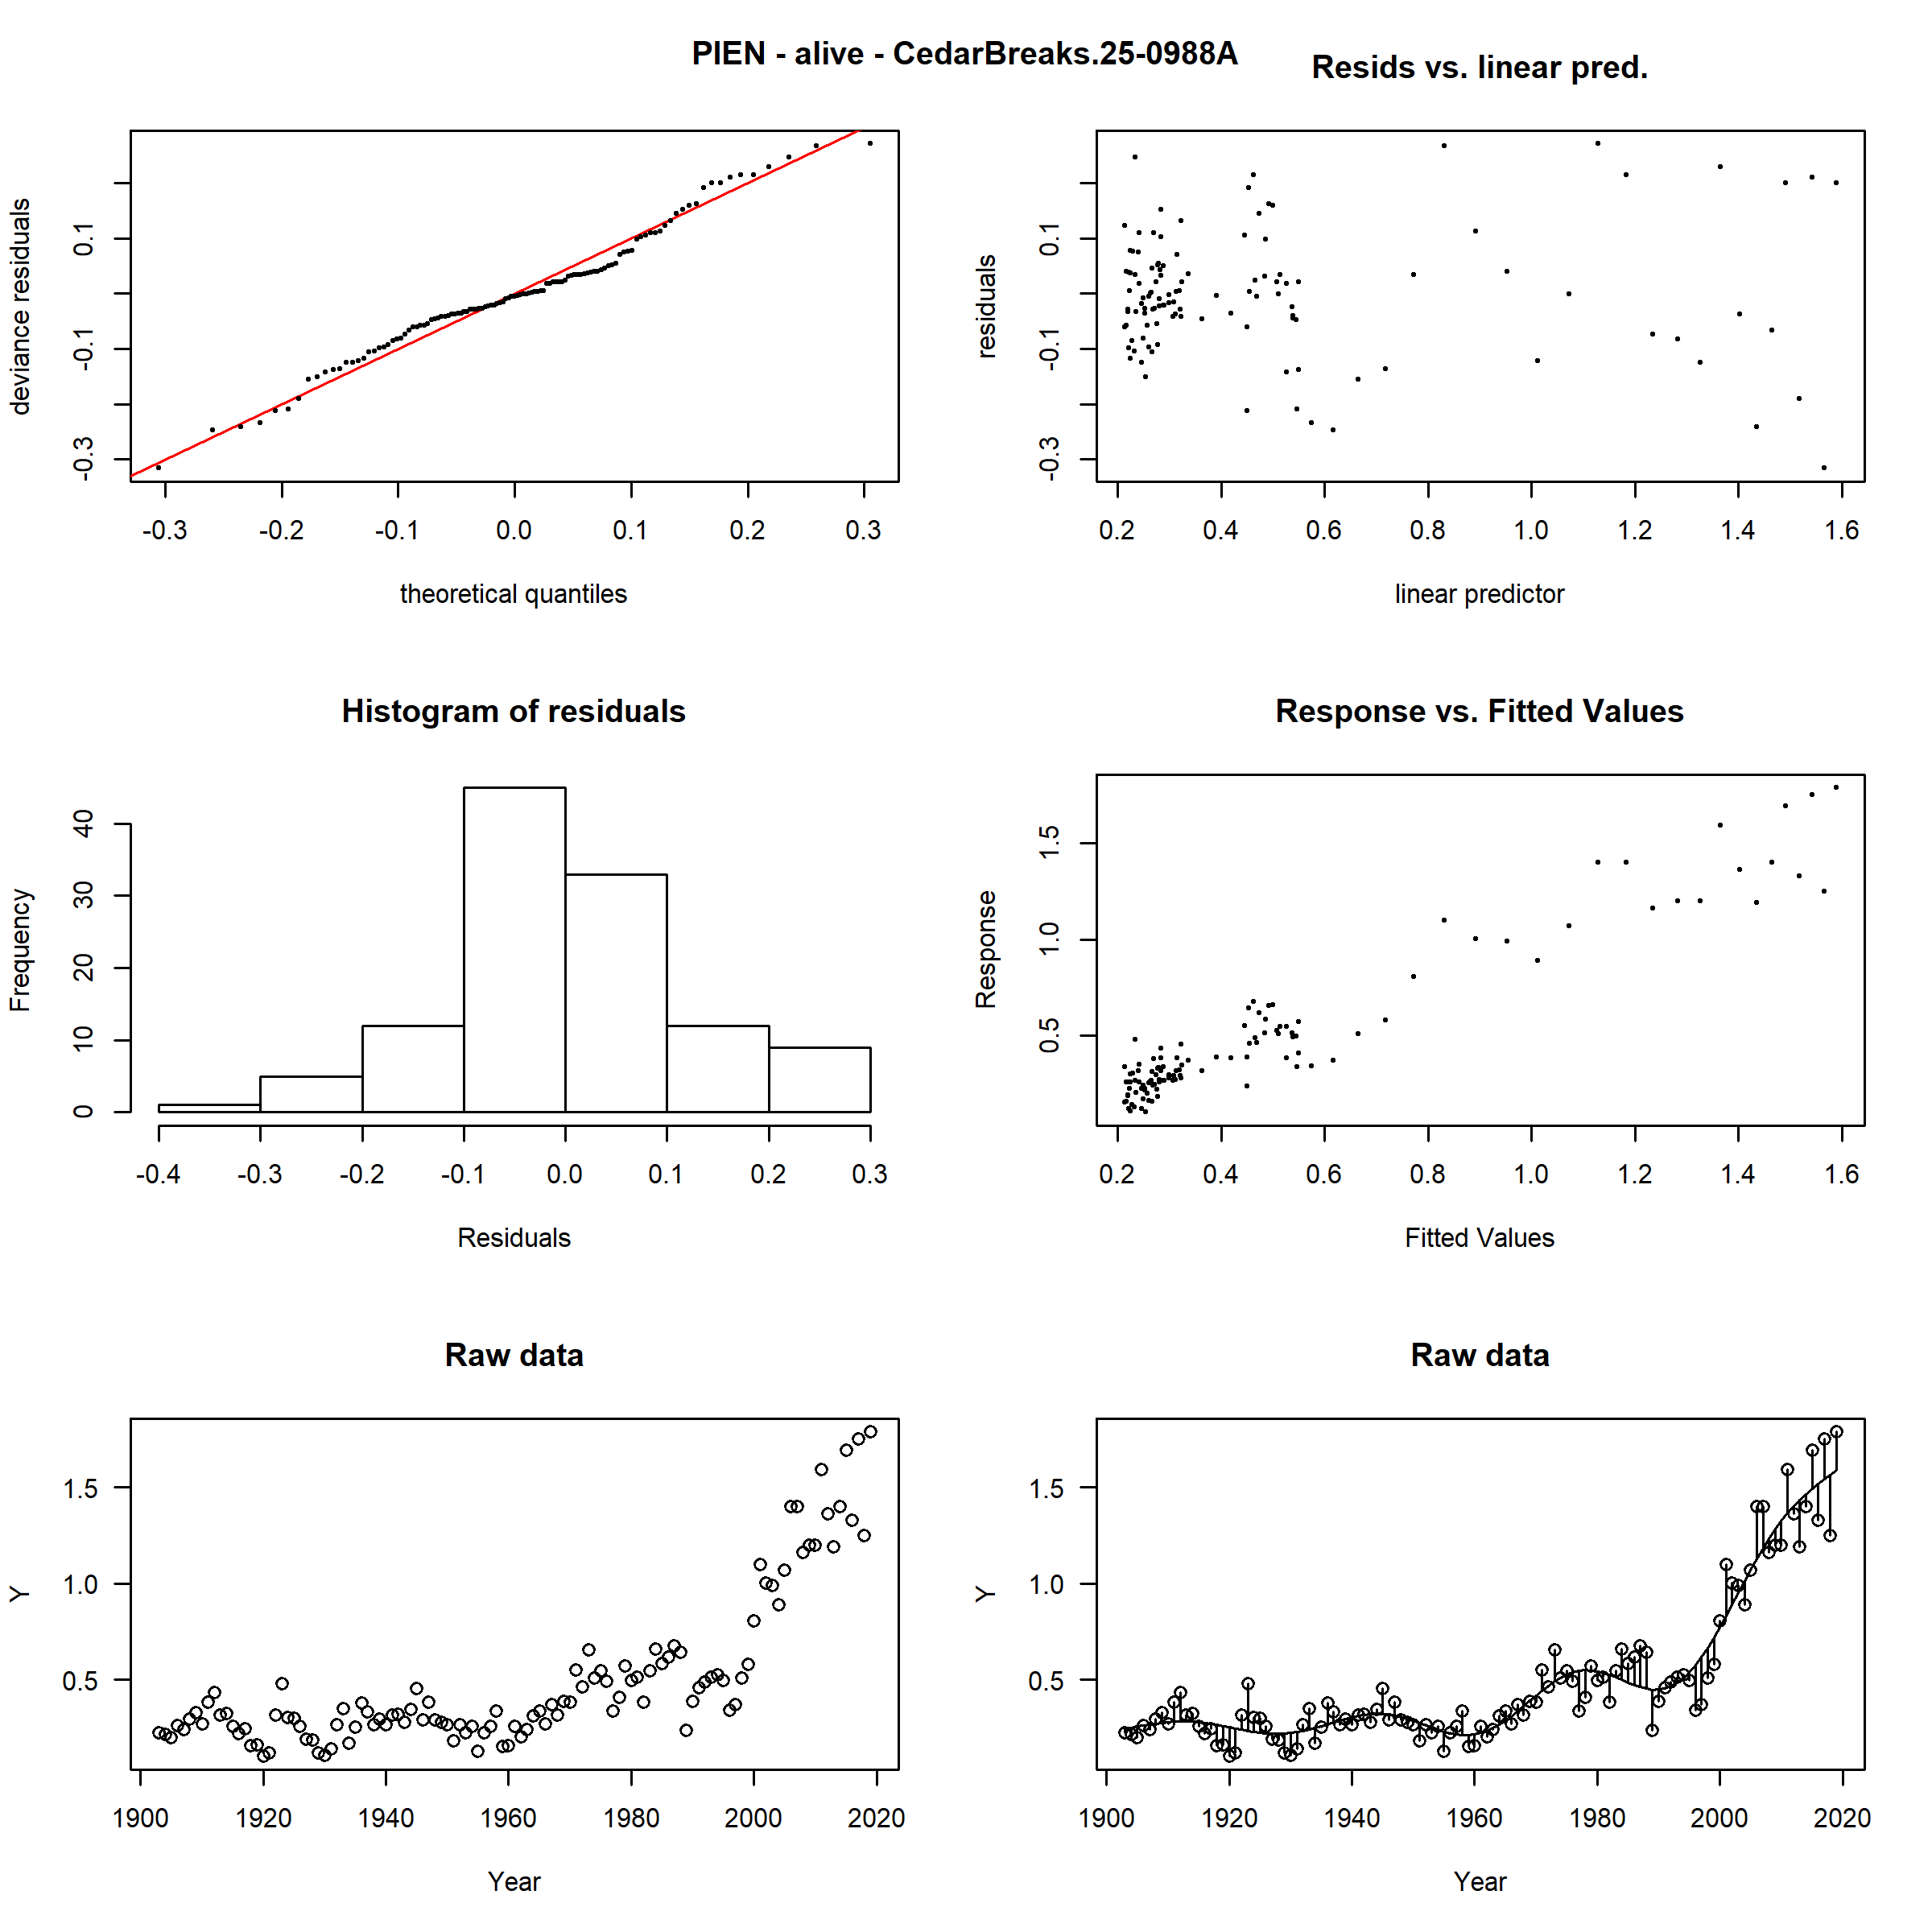 PIEN - alive - CedarBreaks.25-0988A
Resids vs. linear pred.
deviance residuals
-0.3 -0.1 0.1
-0.3 -0.2 -0.1 0.0 0.1 0.2 0.3
theoretical quantiles
residuals
-0.3 -0.1 0.1
0.2 0.4 0.6 0.8 1.0 1.2 1.4 1.6
linear predictor
Histogram of residuals
Frequency
0 10 20 30 40
-0.4 -0.3 -0.2 -0.1 0.0 0.1 0.2 0.3
Residuals
Response vs. Fitted Values
Response
0.5 1.0 1.5
0.2 0.4 0.6 0.8 1.0 1.2 1.4 1.6
Fitted Values
Raw data
Y
1.5
1.0
0.5
1900 1920 1940 1960 1980 2000 2020
Year
Raw data
Y
1.5
1.0
0.5
1900 1920 1940 1960 1980 2000 2020
Year